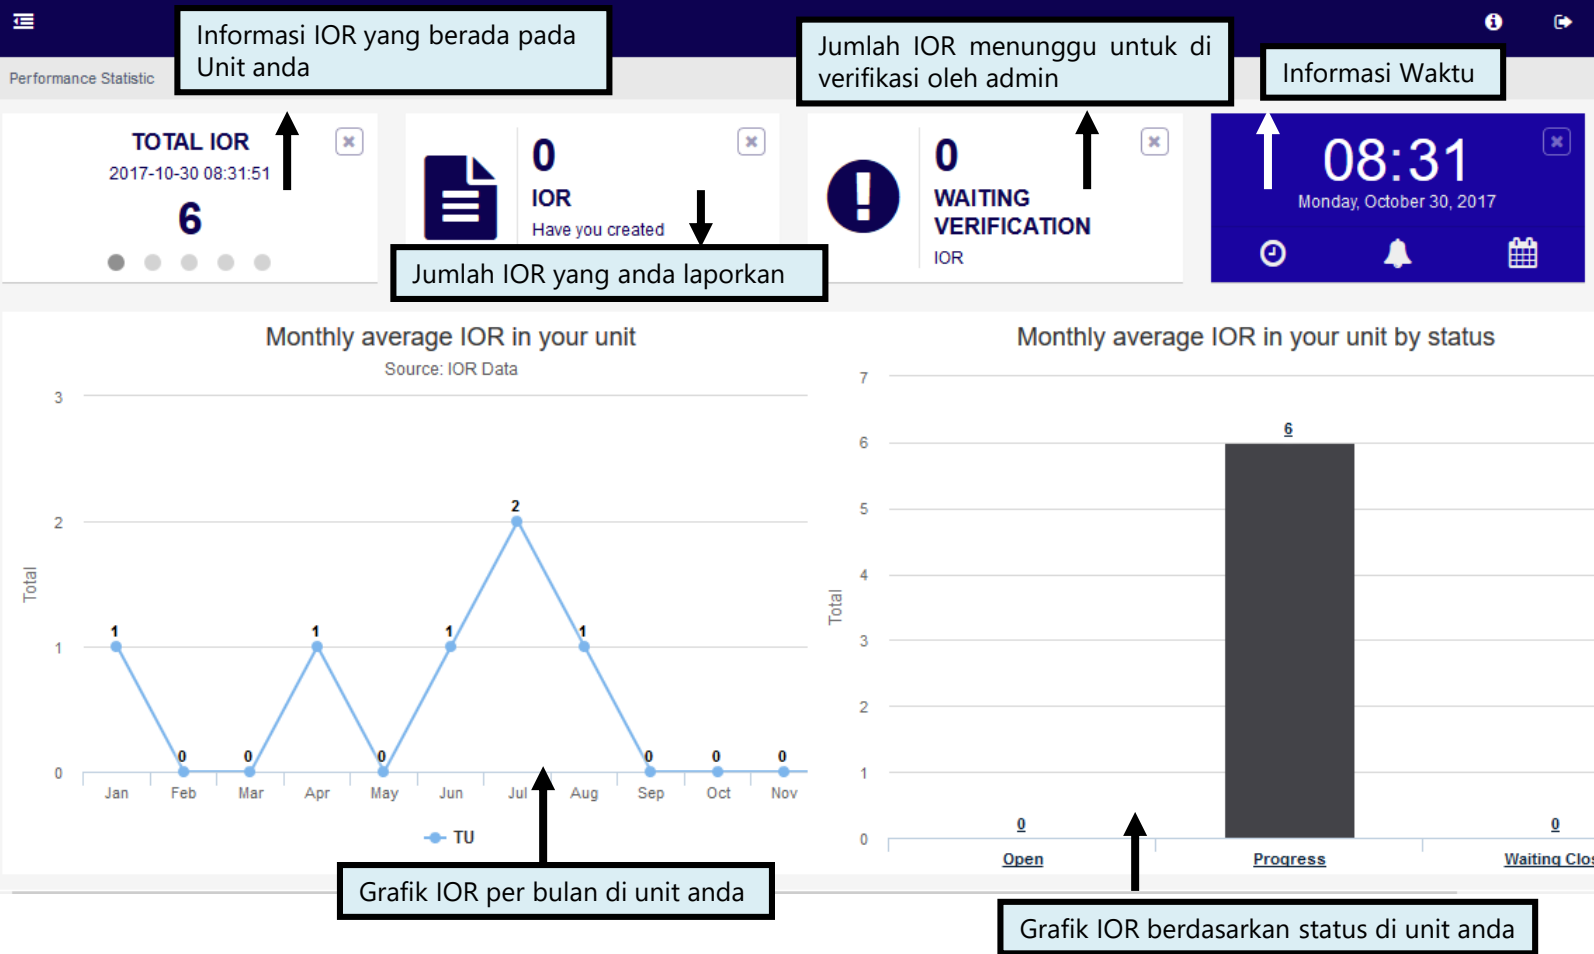 Informasi IOR yang berada pada
Unit anda
Jumlah IOR menunggu untuk di
verifikasi oleh admin
Informasi Waktu
Performance Statistic
TOTAL IOR
2017-10-30 08:31:51
6
0
IOR
Have you created
Jumlah IOR yang anda laporkan
0
WAITING
VERIFICATION
IOR
08:31
Monday, October 30, 2017
Monthly average IOR in your unit
Source: IOR Data
3
2
1
0
Total
1
0
0
1
0
1
2
1
0
0
0
Jan Feb Mar Apr May Jun Jul Aug Sep Oct Nov
TU
Grafik IOR per bulan di unit anda
Monthly average IOR in your unit by status
7
6
5
4
3
2
1
0
Total
0
6
0
Open Progress Waiting Clos
Grafik IOR berdasarkan status di unit anda